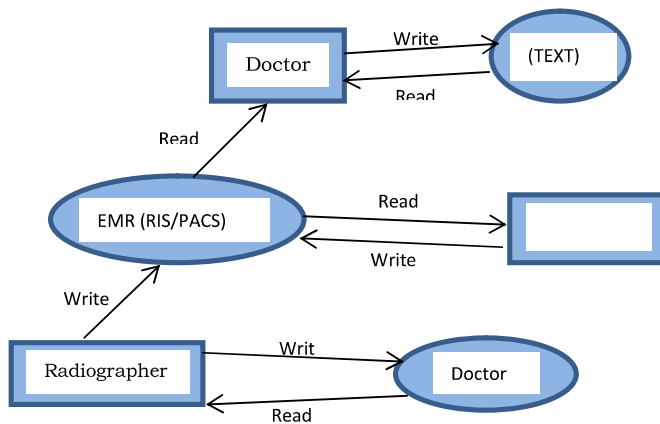 Write
Doctor
(TEXT)
Read
Read
EMR (RIS/PACS)
Read
Write
Write
Writ
Radiographer
Doctor
Read